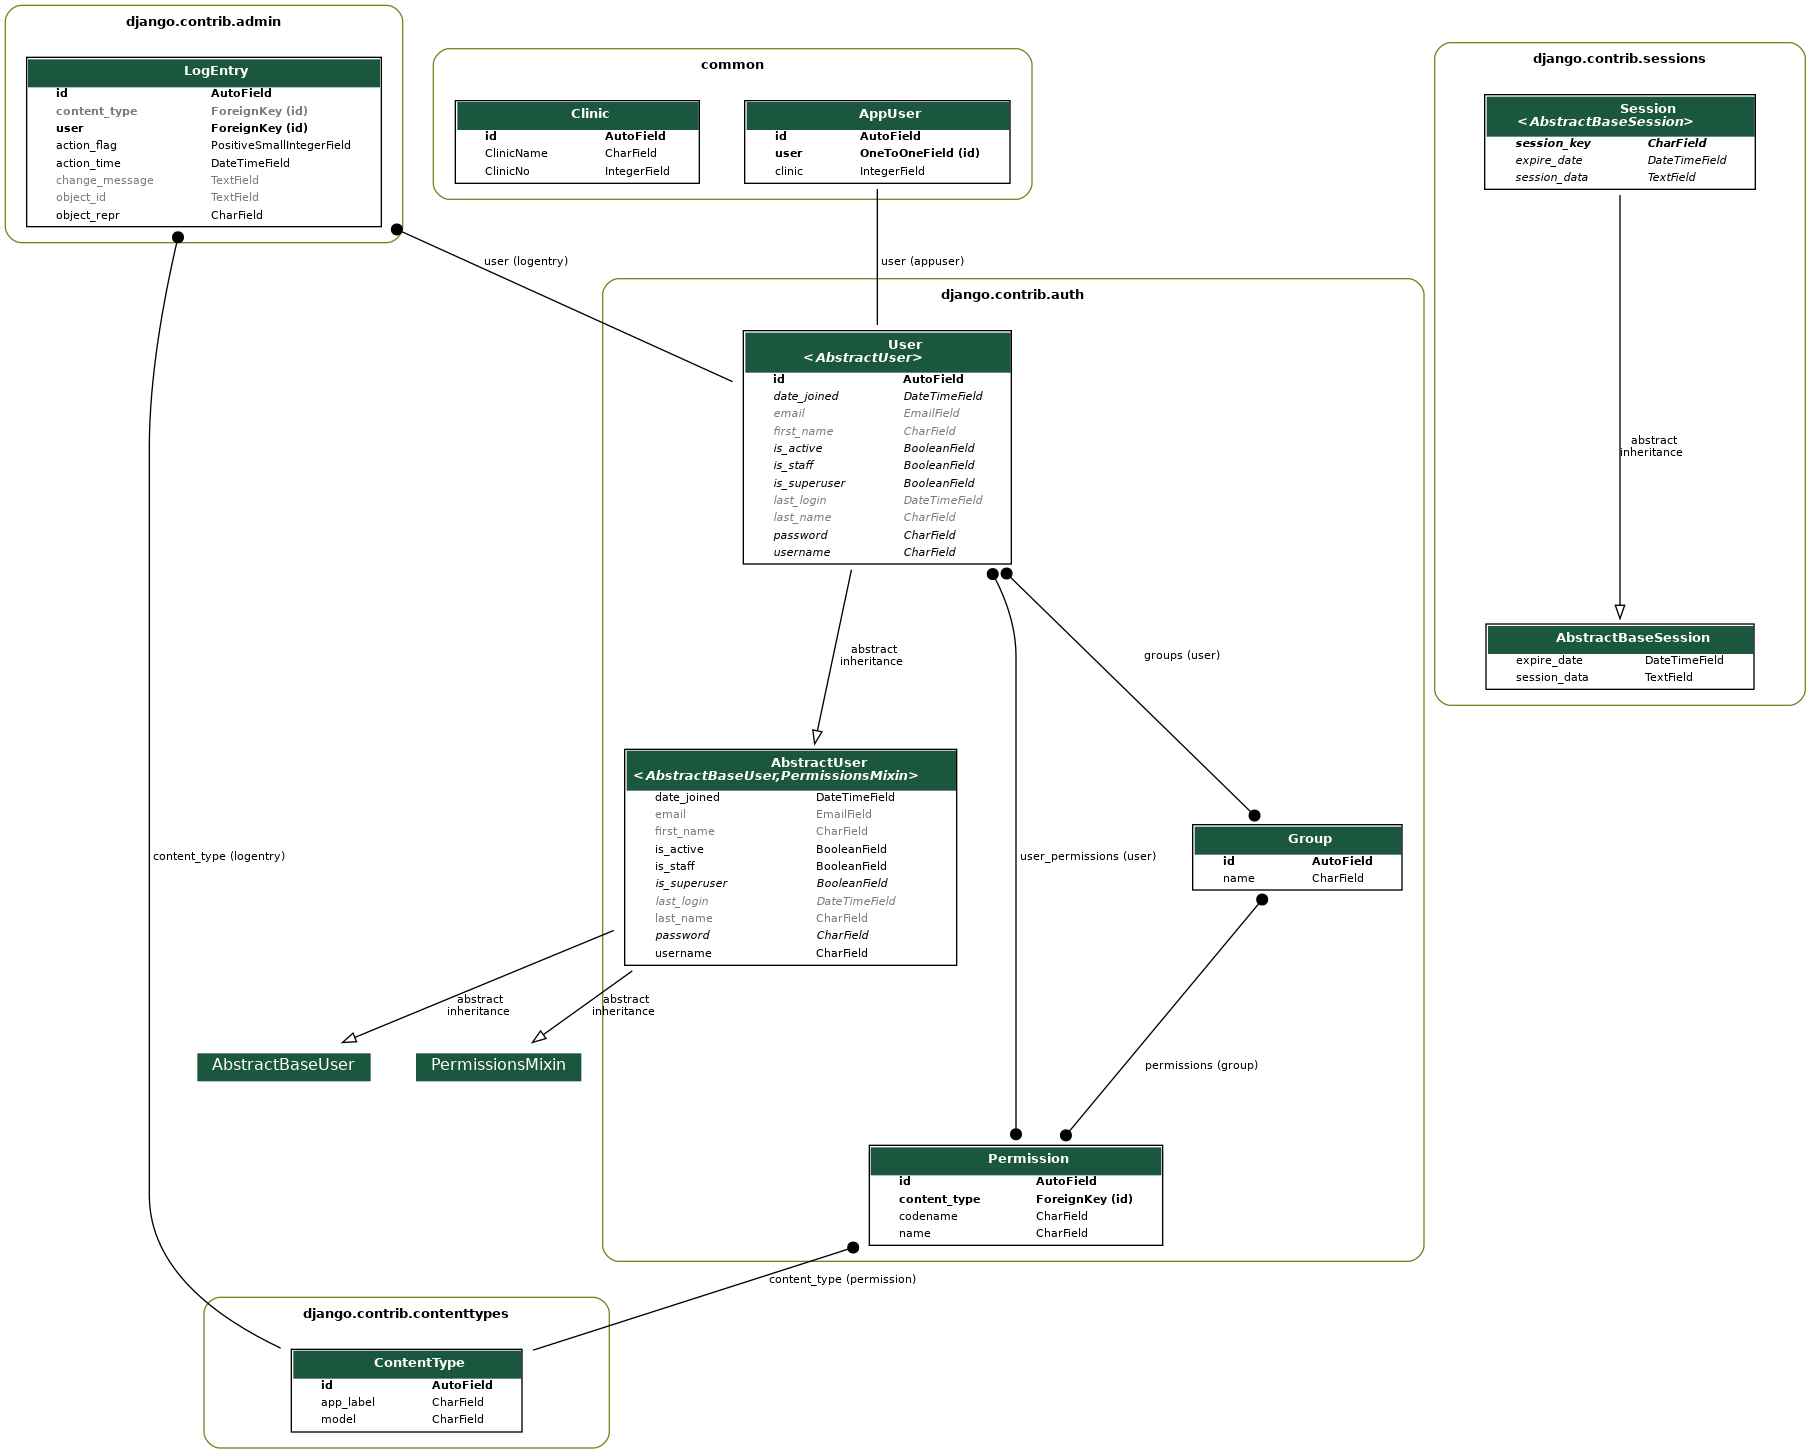 django.contrib.admin
LogEntry
id AutoField
content_type ForeignKey (id)
user ForeignKey (id)
action_flag PositiveSmallIntegerField
action_time DateTimeField
change_message TextField
object_id TextField
object_repr CharField
common
Clinic
id AutoField
ClinicName CharField
ClinicNo IntegerField
AppUser
id AutoField
user OneToOneField (id)
clinic IntegerField
django.contrib.sessions
Session
<AbstractBaseSession>
session_key CharField
expire_date DateTimeField
session_data TextField
user (logentry)
user (appuser)
django.contrib.auth
User
<AbstractUser>
id AutoField
date_joined DateTimeField
email EmailField
first_name CharField
is_active BooleanField
is_staff BooleanField
is_superuser BooleanField
last_login DateTimeField
last_name CharField
password CharField
username CharField
abstract
inheritance
abstract
inheritance
groups (user)
AbstractBaseSession
expire_date DateTimeField
session_data TextField
AbstractUser
<AbstractBaseUser,PermissionsMixin>
date_joined DateTimeField
email EmailField
first_name CharField
is_active BooleanField
is_staff BooleanField
is_superuser BooleanField
last_login DateTimeField
last_name CharField
password CharField
username CharField
content_type (logentry)
user_permissions (user)
Group
id AutoField
name CharField
abstract
inheritance
abstract
inheritance
AbstractBaseUser
PermissionsMixin
permissions (group)
Permission
id AutoField
content_type ForeignKey (id)
codename CharField
name CharField
content_type (permission)
django.contrib.contenttypes
ContentType
id AutoField
app_label CharField
model CharField